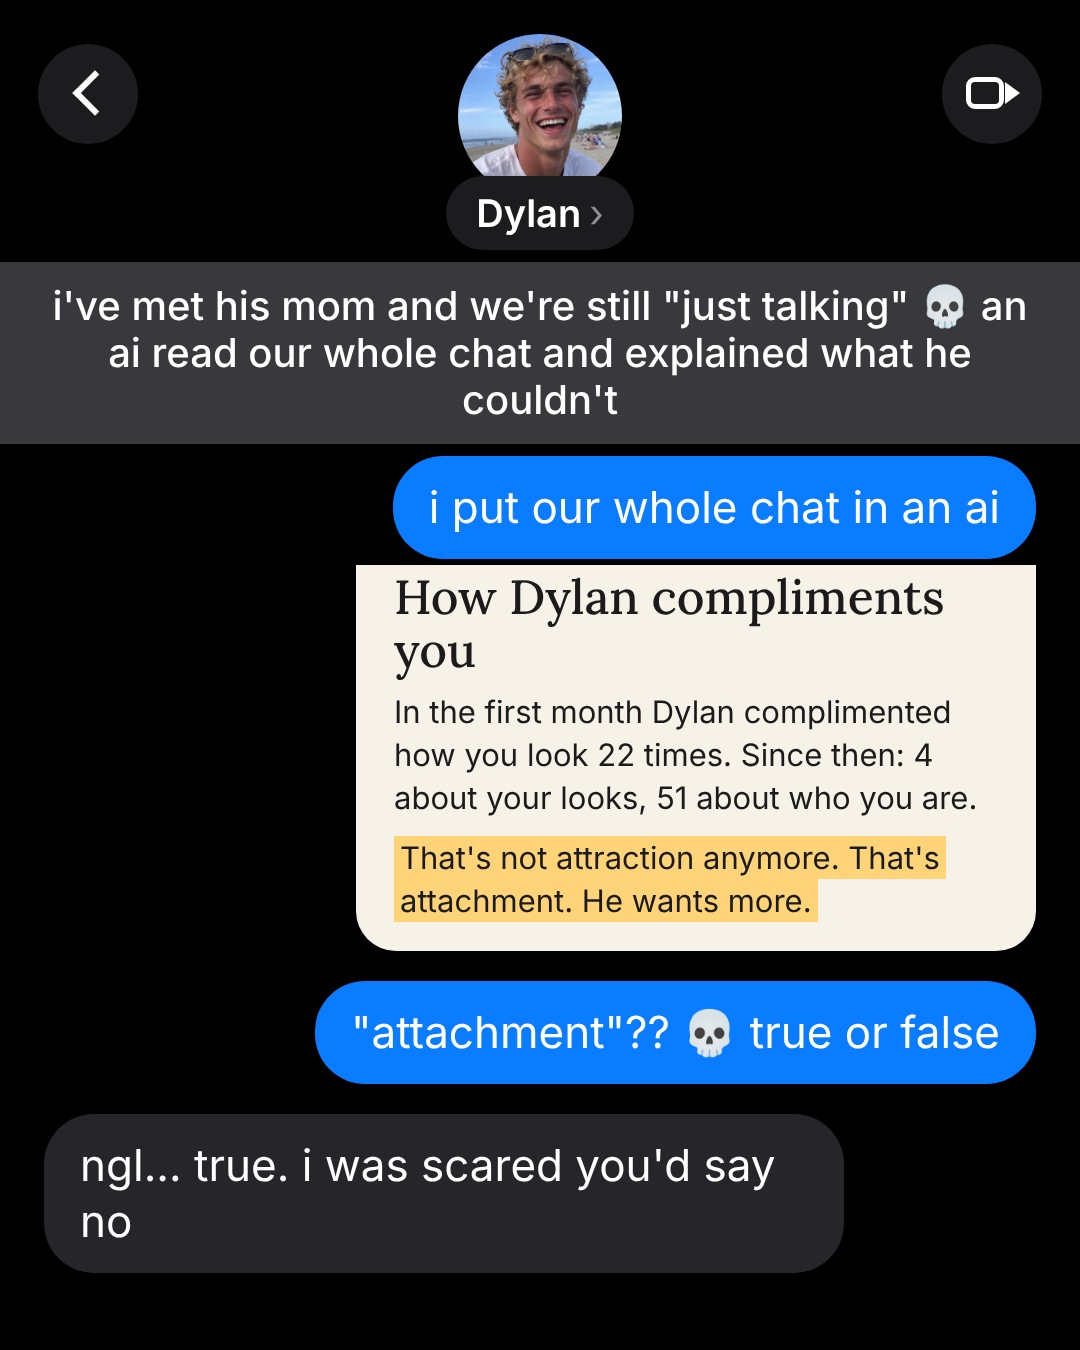 Dylan ›
i've met his mom and we're still "just talking" 💀 an
ai read our whole chat and explained what he
couldn't
i put our whole chat in an ai
How Dylan compliments
you
In the first month Dylan complimented
how you look 22 times. Since then: 4
about your looks, 51 about who you are.
That's not attraction anymore. That's
attachment. He wants more.
"attachment"?? 💀 true or false
ngl... true. i was scared you'd say
no